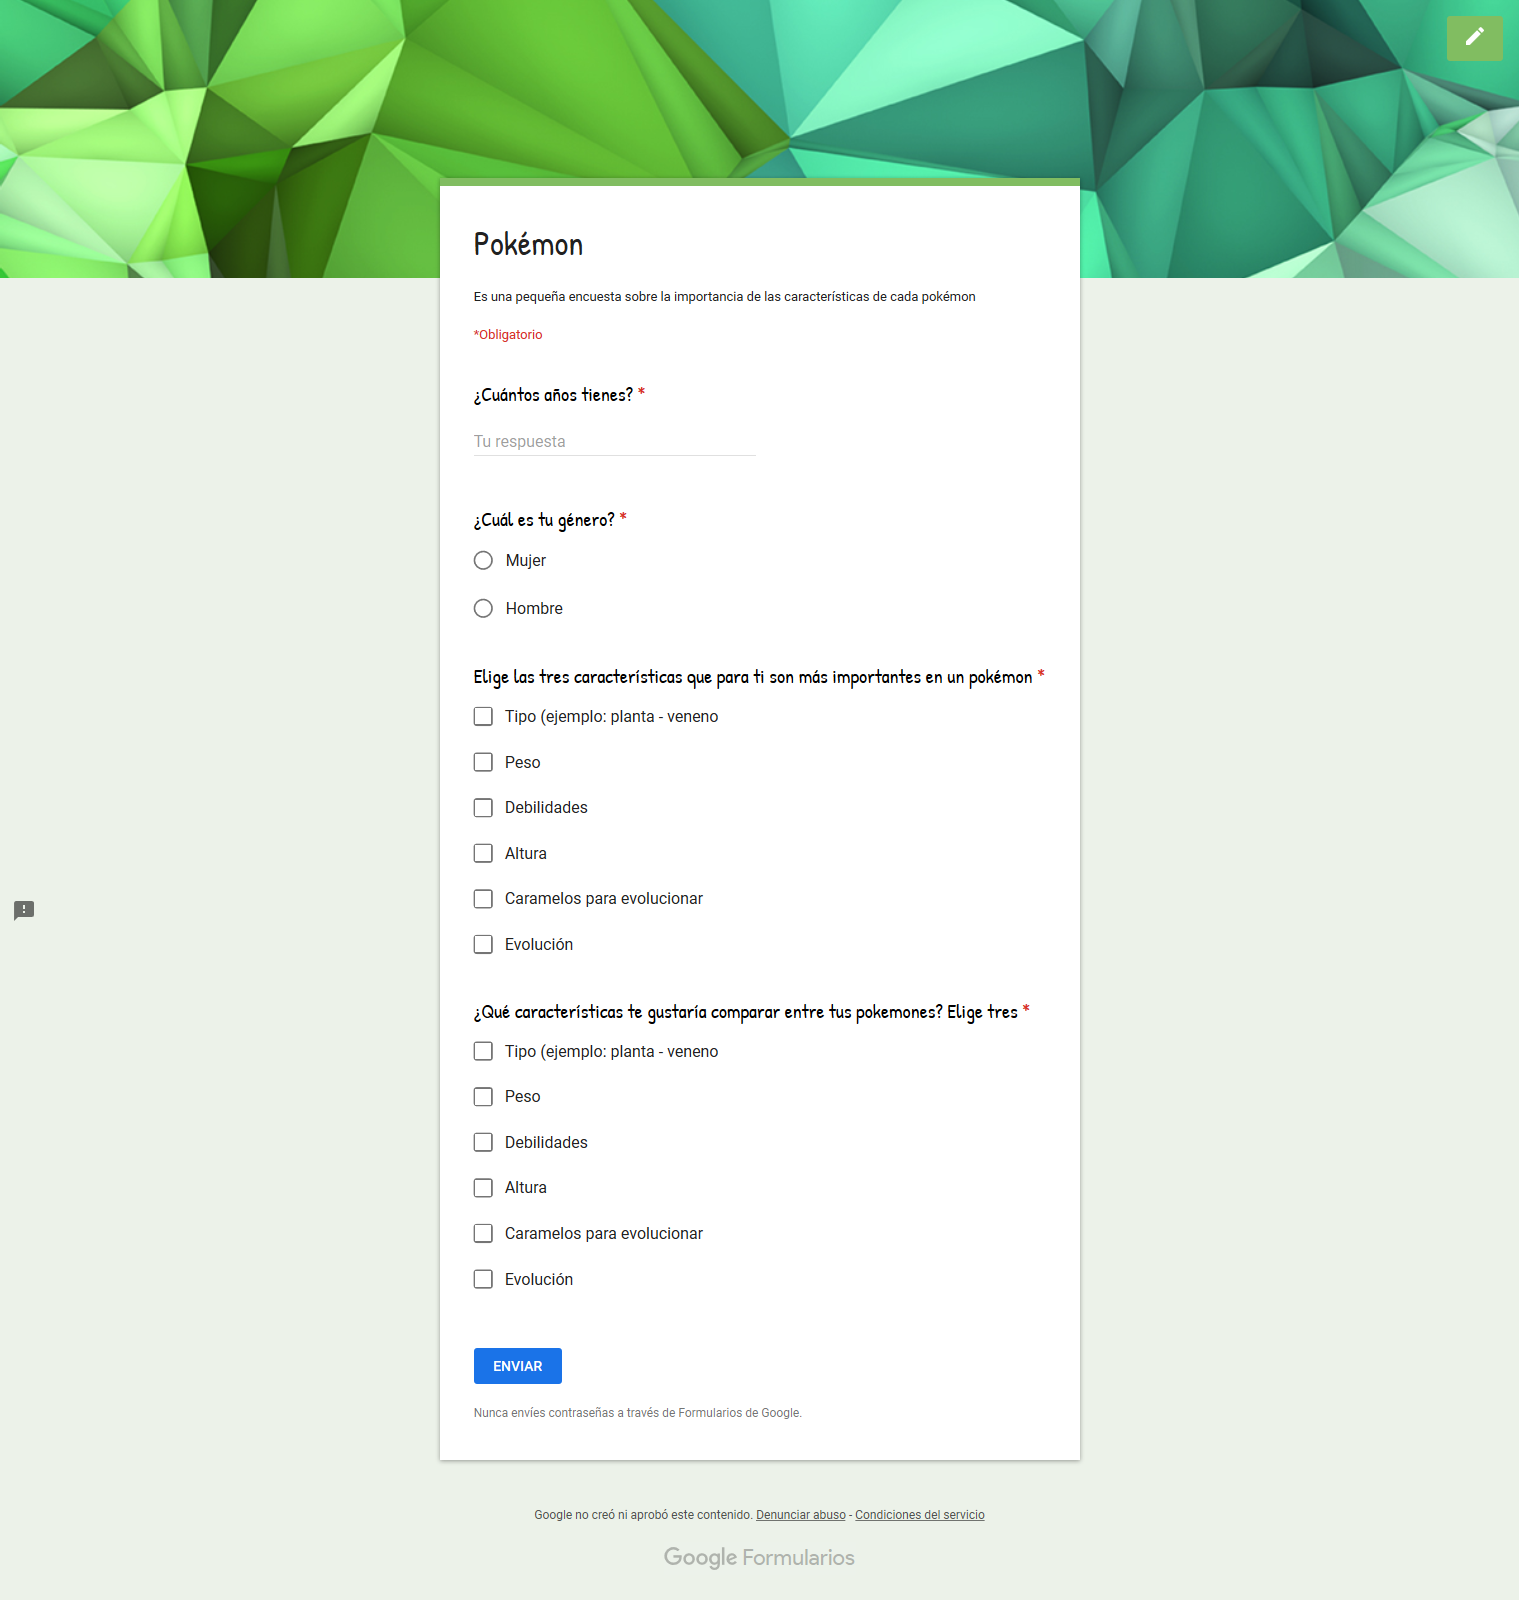 Pokémon
Es una pequeña encuesta sobre la importancia de las características de cada pokémon
*Obligatorio
¿Cuántos años tienes? *
Tu respuesta
¿Cuál es tu género? *
Mujer
Hombre
Elige las tres características que para ti son más importantes en un pokémon *
Tipo (ejemplo: planta - veneno
Peso
Debilidades
Altura
Caramelos para evolucionar
Evolución
¿Qué características te gustaría comparar entre tus pokemones? Elige tres *
Tipo (ejemplo: planta - veneno
Peso
Debilidades
Altura
Caramelos para evolucionar
Evolución
ENVIAR
Nunca envíes contraseñas a través de Formularios de Google.
Google no creó ni aprobó este contenido. Denunciar abuso - Condiciones del servicio
Google Formularios